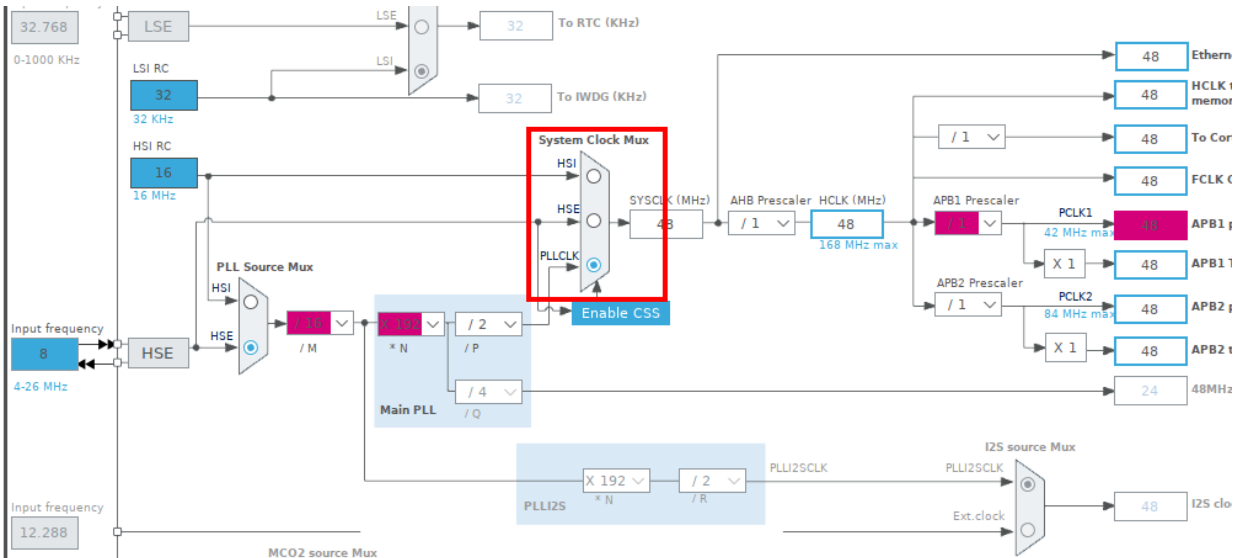 32.768
0-1000 KHz
LSE
LSE
32
To RTC (KHz)
LSI RC
32
32 KHz
LSI
32
To IWDG (KHz)
HSI RC
16
16 MHz
System Clock Mux
HSI
HSE
PLLCLK
SYSCLK (MHz)
48
AHB Prescaler
/ 1
HCLK (MHz)
48
168 MHz max
48
Ethern
48
HCLK t
memor
/ 1
48
To Cor
48
FCLK C
APB1 Prescaler
/ 1
PCLK1
42 MHz max
48
APB1 p
X 1
48
APB1 T
APB2 Prescaler
/ 1
PCLK2
84 MHz max
48
APB2 p
X 1
48
APB2 t
Enable CSS
PLL Source Mux
HSI
HSE
Input frequency
8
4-26 MHz
HSE
/ 16
/ M
X 192
* N
/ 2
/ P
/ 4
/ Q
Main PLL
24
48MHz
X 192
* N
/ 2
/ R
PLLI2S
PLLI2SCLK
I2S source Mux
PLLI2SCLK
Ext.clock
48
I2S clo
Input frequency
12.288
MCO2 source Mux